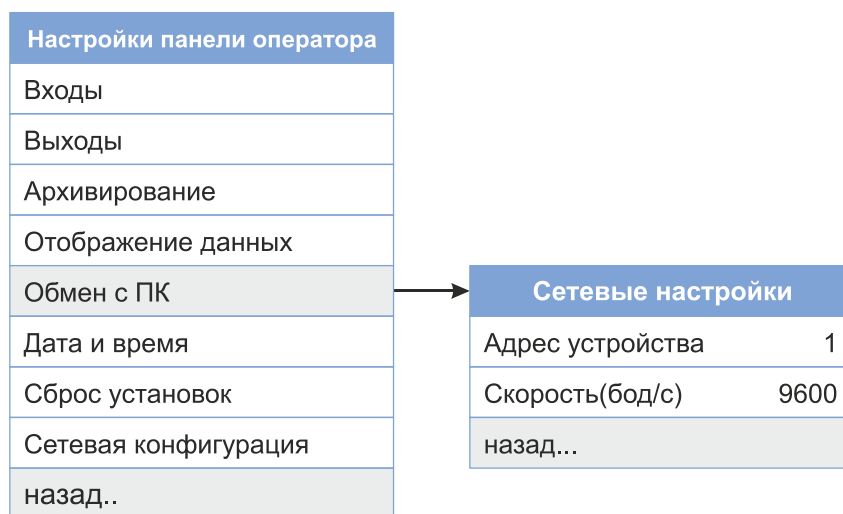 Настройки панели оператора
Входы
Выходы
Архивирование
Отображение данных
Обмен с ПК
Дата и время
Сброс установок
Сетевая конфигурация
назад..
Сетевые настройки
Адрес устройства 1
Скорость(бод/с) 9600
назад...